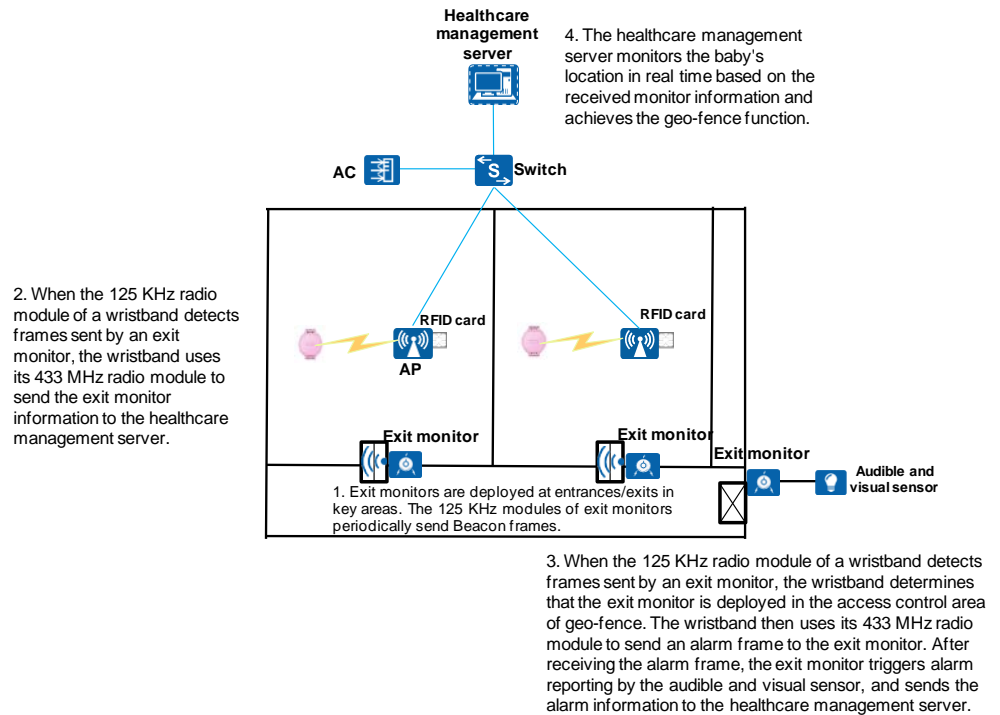 Healthcare
management
server
4. The healthcare management
server monitors the baby's
location in real time based on the
received monitor information and
achieves the geo-fence function.
AC
S
Switch
2. When the 125 KHz radio
module of a wristband detects
frames sent by an exit
monitor, the wristband uses
its 433 MHz radio module to
send the exit monitor
information to the healthcare
management server.
RFID card
AP
RFID card
Exit monitor
Exit monitor
Exit monitor
Audible and
visual sensor
1. Exit monitors are deployed at entrances/exits in
key areas. The 125 KHz modules of exit monitors
periodically send Beacon frames.
3. When the 125 KHz radio module of a wristband detects
frames sent by an exit monitor, the wristband determines
that the exit monitor is deployed in the access control area
of geo-fence. The wristband then uses its 433 MHz radio
module to send an alarm frame to the exit monitor. After
receiving the alarm frame, the exit monitor triggers alarm
reporting by the audible and visual sensor, and sends the
alarm information to the healthcare management server.